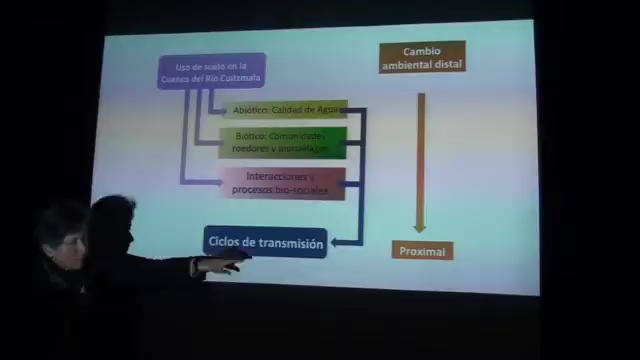 Uso de suelo en la
Cuenca del Río Cuitzmala
Cambio
ambiental distal
Abiótico: Calidad de Agua
Biótico: Comunidades
roedores y murciélagos
Interacciones y
procesos bio-sociales
Ciclos de transmisión
Proximal